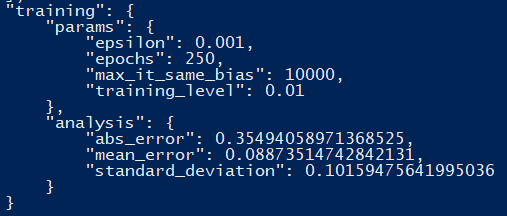 "training": {
    "params": {
        "epsilon": 0.001,
        "epochs": 250,
        "max_it_same_bias": 10000,
        "training_level": 0.01
    },
    "analysis": {
        "abs_error": 0.35494058971368525,
        "mean_error": 0.08873514742842131,
        "standard_deviation": 0.10159475641995036
    }
}